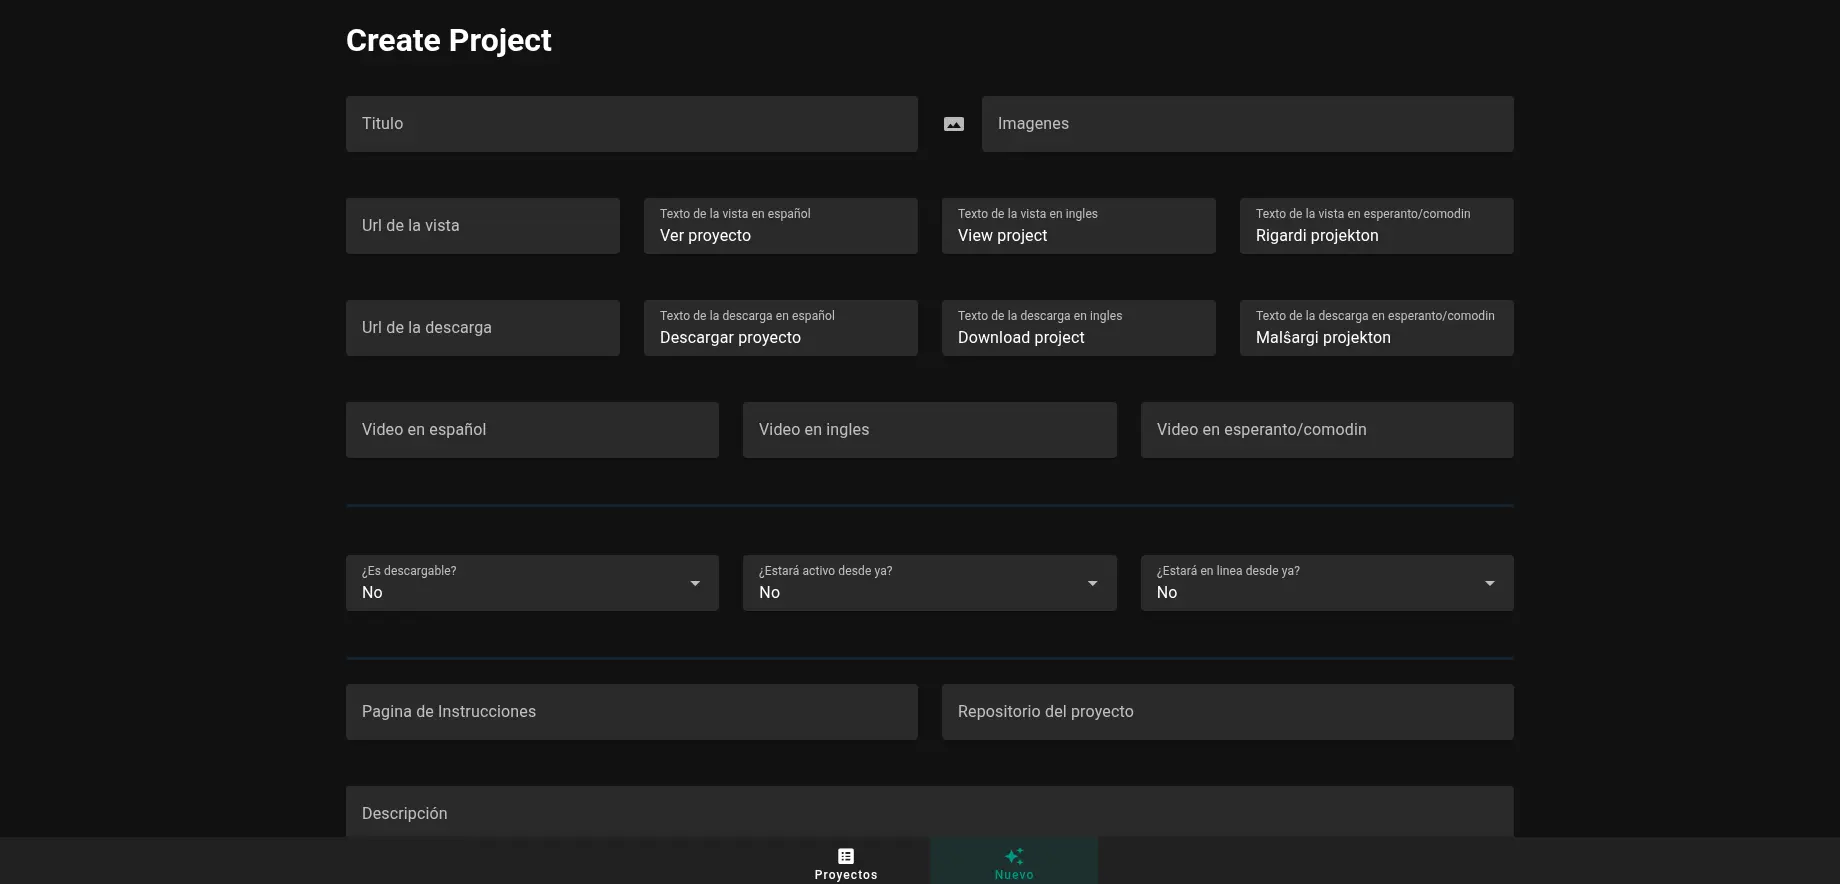 Create Project
Titulo
Imagenes
Url de la vista
Texto de la vista en español
Ver proyecto
Texto de la vista en ingles
View project
Texto de la vista en esperanto/comodin
Rigardi projekton
Url de la descarga
Texto de la descarga en español
Descargar proyecto
Texto de la descarga en ingles
Download project
Texto de la descarga en esperanto/comodin
Malŝargi projekton
Video en español
Video en ingles
Video en esperanto/comodin
¿Es descargable?
No
¿Estará activo desde ya?
No
¿Estará en linea desde ya?
No
Pagina de Instrucciones
Repositorio del proyecto
Descripción
Proyectos
Nuevo